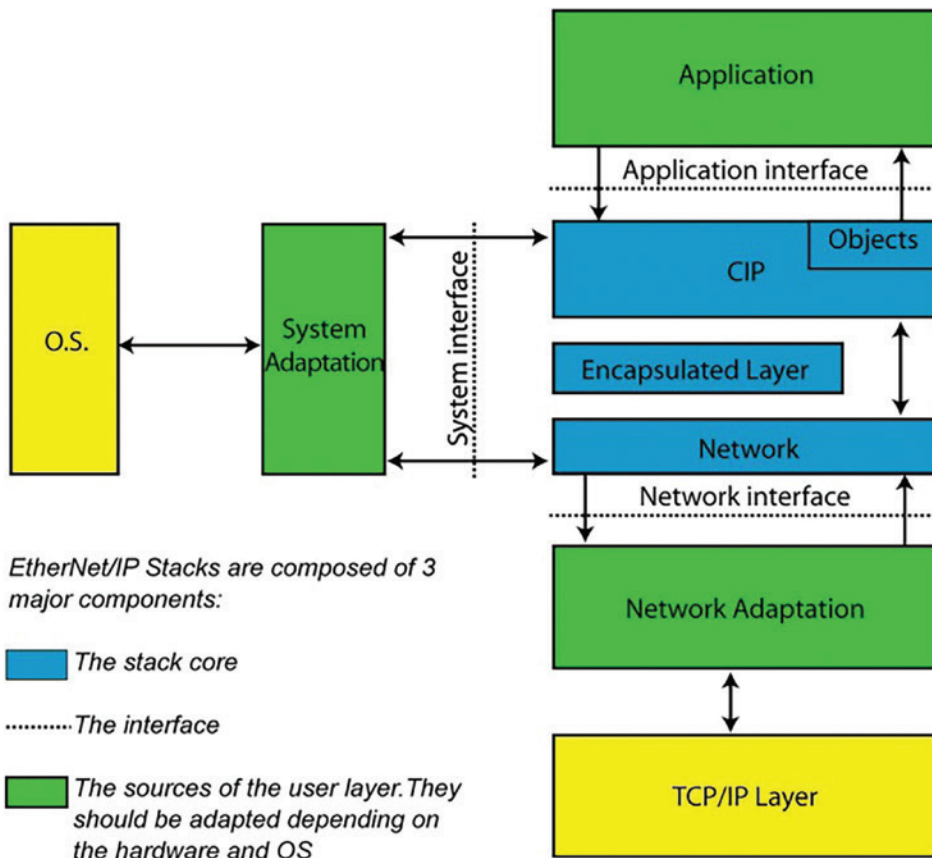 Application
Application interface
Objects
CIP
O.S.
System
Adaptation
System interface
Encapsulated Layer
Network
Network interface
Network Adaptation
TCP/IP Layer
EtherNet/IP Stacks are composed of 3
major components:
The stack core
The interface
The sources of the user layer.They
should be adapted depending on
the hardware and OS